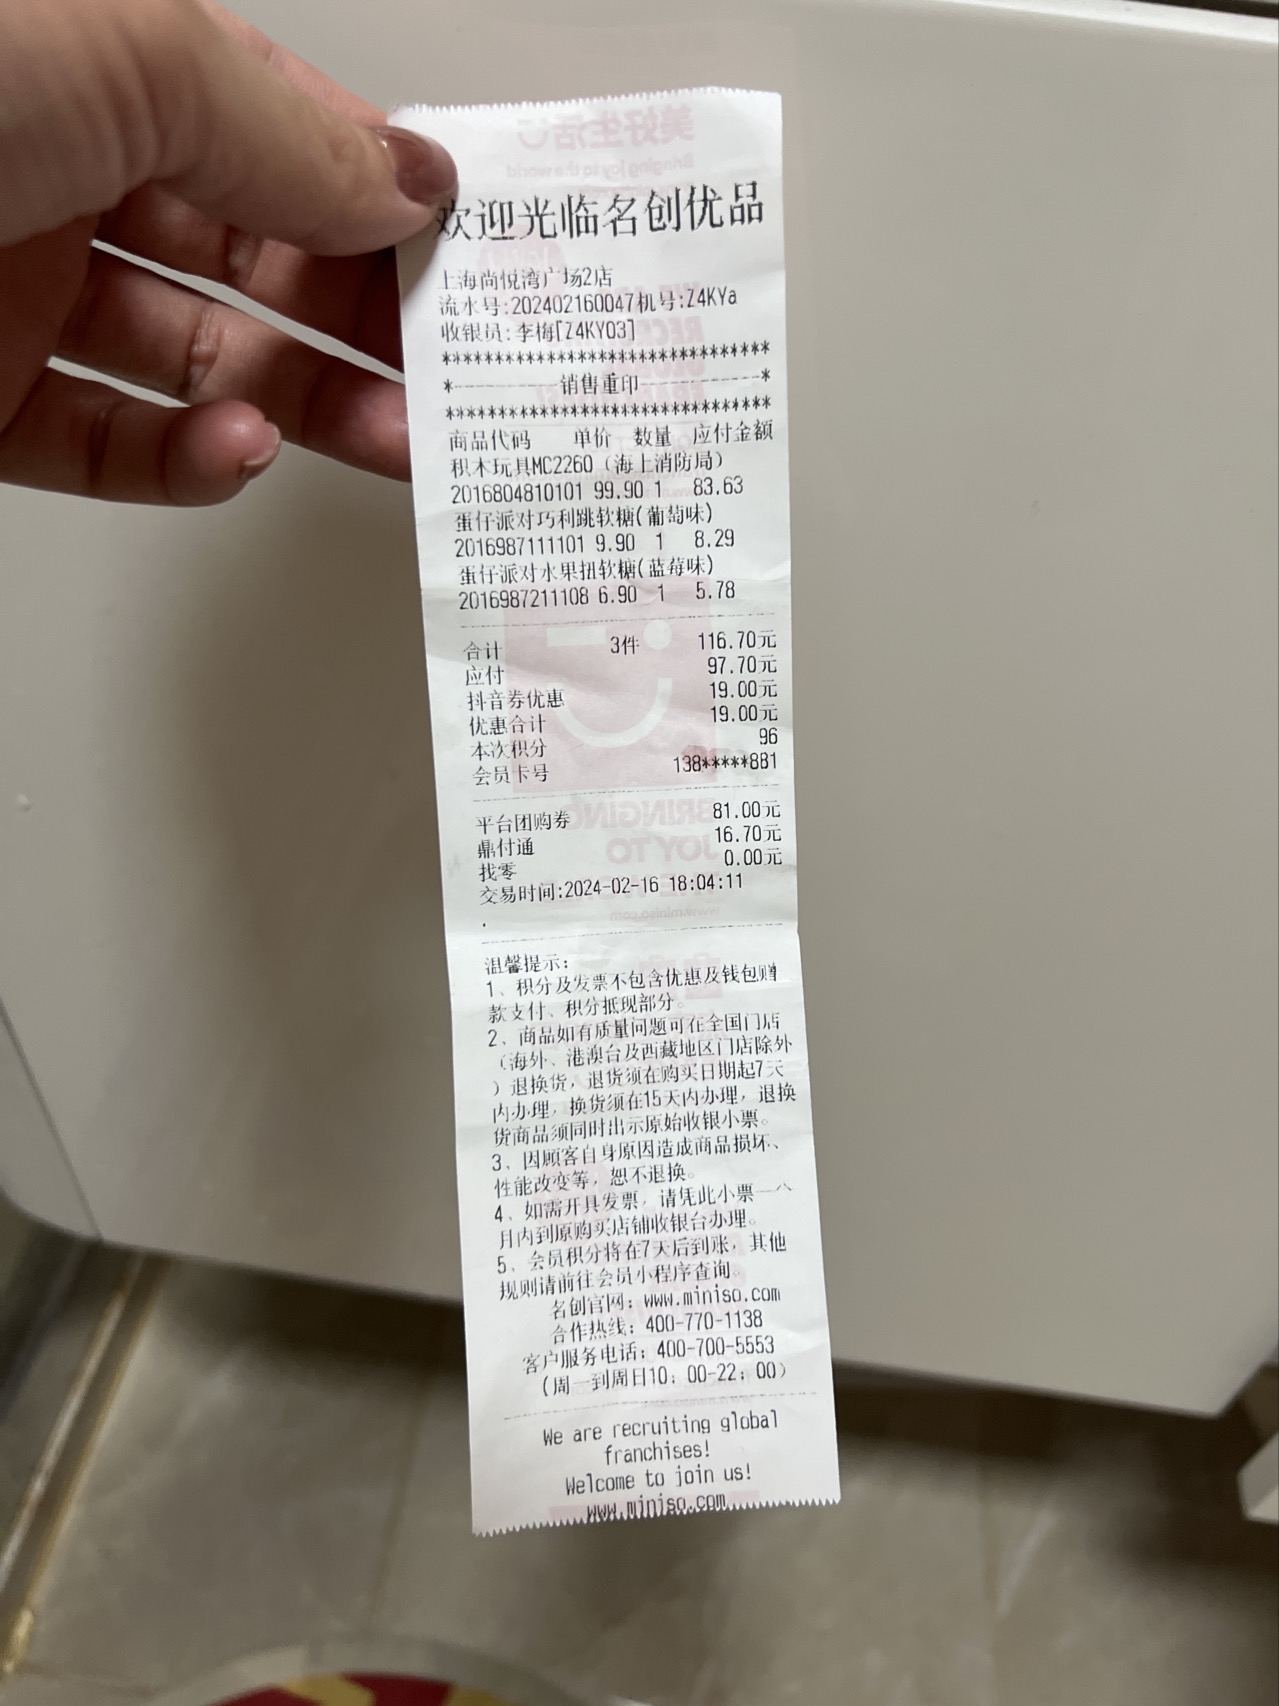 欢迎光临名创优品
上海尚悦湾广场2店
流水号:202402160047机号:Z4KYa
收银员:李梅[Z4KY03]
*******************************
*----------------销售重印----------------*
*******************************
商品代码 单价 数量 应付金额
积木玩具MC2260（海上消防局）
2016804810101 99.90 1 83.63
蛋仔派对巧利跳软糖(葡萄味)
2016987111101 9.90 1 8.29
蛋仔派对水果扭软糖(蓝莓味)
2016987211108 6.90 1 5.78
合计 3件 116.70元
应付 97.70元
抖音券优惠 19.00元
优惠合计 19.00元
本次积分 96
会员卡号 138*****881
平台团购券 81.00元
鼎付通 16.70元
找零 0.00元
交易时间:2024-02-16 18:04:11
.
温馨提示:
1、积分及发票不包含优惠及钱包赠
款支付、积分抵现部分。
2、商品如有质量问题可在全国门店
（海外、港澳台及西藏地区门店除外
）退换货，退货须在购买日期起7天
内办理，换货须在15天内办理，退换
货商品须同时出示原始收银小票。
3、因顾客自身原因造成商品损坏、
性能改变等，恕不退换。
4、如需开具发票，请凭此小票一个
月内到原购买店铺收银台办理。
5、会员积分将在7天后到账，其他
规则请前往会员小程序查询。
名创官网：www.miniso.com
合作热线：400-770-1138
客户服务电话：400-700-5553
（周一到周日10：00-22：00）
We are recruiting global
franchises!
Welcome to join us!
www.miniso.com